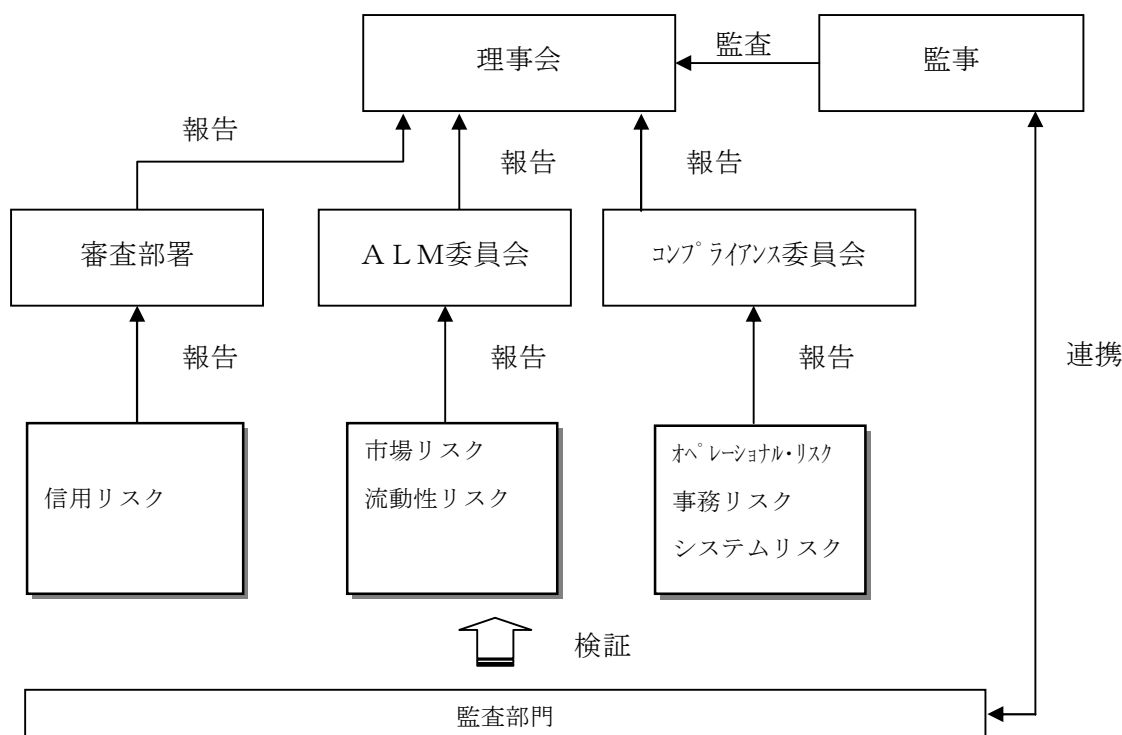 理事会
監査
監事
報告
報告
報告
審査部署
ＡＬＭ委員会
ｺﾝﾌﾟﾗｲｱﾝｽ委員会
報告
報告
報告
連携
信用リスク
市場リスク
流動性リスク
ｵﾍﾟﾚｰｼｮﾅﾙ・ﾘｽｸ
事務リスク
システムリスク
検証
監査部門